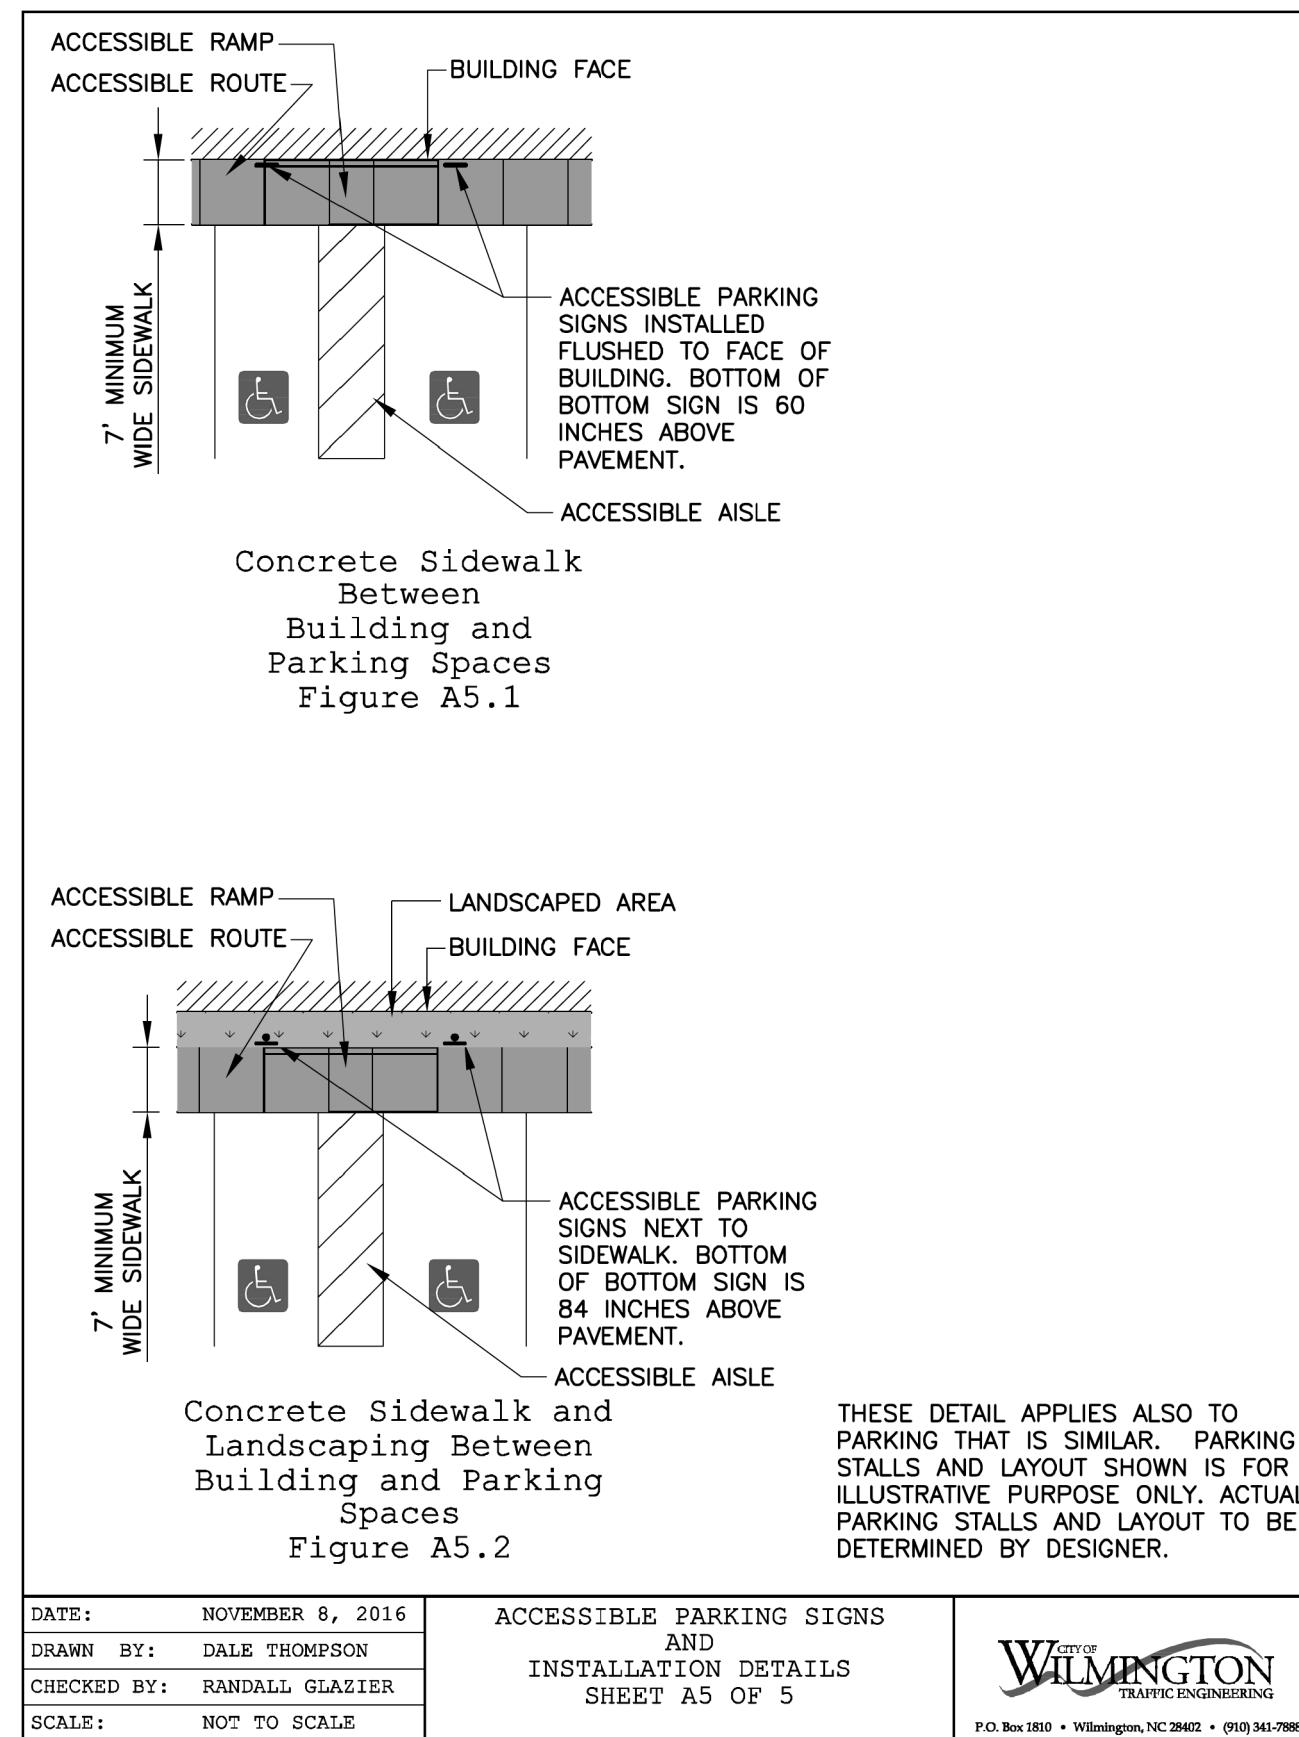 ACCESSIBLE RAMP
ACCESSIBLE ROUTE
BUILDING FACE
7' MINIMUM
WIDE SIDEWALK
ACCESSIBLE PARKING
SIGNS INSTALLED
FLUSHED TO FACE OF
BUILDING. BOTTOM OF
BOTTOM SIGN IS 60
INCHES ABOVE
PAVEMENT.
ACCESSIBLE AISLE
Concrete Sidewalk
Between
Building and
Parking Spaces
Figure A5.1
ACCESSIBLE RAMP
ACCESSIBLE ROUTE
LANDSCAPED AREA
BUILDING FACE
7' MINIMUM
WIDE SIDEWALK
ACCESSIBLE PARKING
SIGNS NEXT TO
SIDEWALK. BOTTOM
OF BOTTOM SIGN IS
84 INCHES ABOVE
PAVEMENT.
ACCESSIBLE AISLE
Concrete Sidewalk and
Landscaping Between
Building and Parking
Spaces
Figure A5.2
THESE DETAIL APPLIES ALSO TO
PARKING THAT IS SIMILAR. PARKING
STALLS AND LAYOUT SHOWN IS FOR
ILLUSTRATIVE PURPOSE ONLY. ACTUAL
PARKING STALLS AND LAYOUT TO BE
DETERMINED BY DESIGNER.
DATE: NOVEMBER 8, 2016
DRAWN BY: DALE THOMPSON
CHECKED BY: RANDALL GLAZIER
SCALE: NOT TO SCALE
ACCESSIBLE PARKING SIGNS
AND
INSTALLATION DETAILS
SHEET A5 OF 5
CITY OF
WILMINGTON
TRAFFIC ENGINEERING
P.O. Box 1810 • Wilmington, NC 28402 • (910) 341-7888